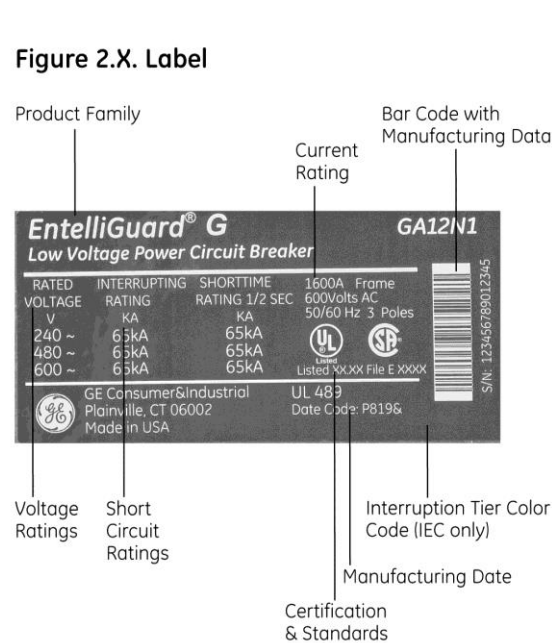 Figure 2.X. Label
Product Family
Bar Code with
Manufacturing Data
Current
Rating
EntelliGuard® G
GA12N1
Low Voltage Power Circuit Breaker
RATED INTERRUPTING SHORTTIME 1600A Frame
VOLTAGE RATING RATING 1/2 SEC 600Volts AC
V KA KA 50/60 Hz 3 Poles
240 ~ 65kA 65kA
480 ~ 65kA 65kA
600 ~ 65kA 65kA
UL
Listed
SA
Listed XX.XX File E XXXX
S/N: 123456789012345
GE
GE Consumer&Industrial UL 489
Plainville, CT 06002 Date Code: P819&
Made in USA
Voltage
Ratings
Short
Circuit
Ratings
Interruption Tier Color
Code (IEC only)
Manufacturing Date
Certification
& Standards